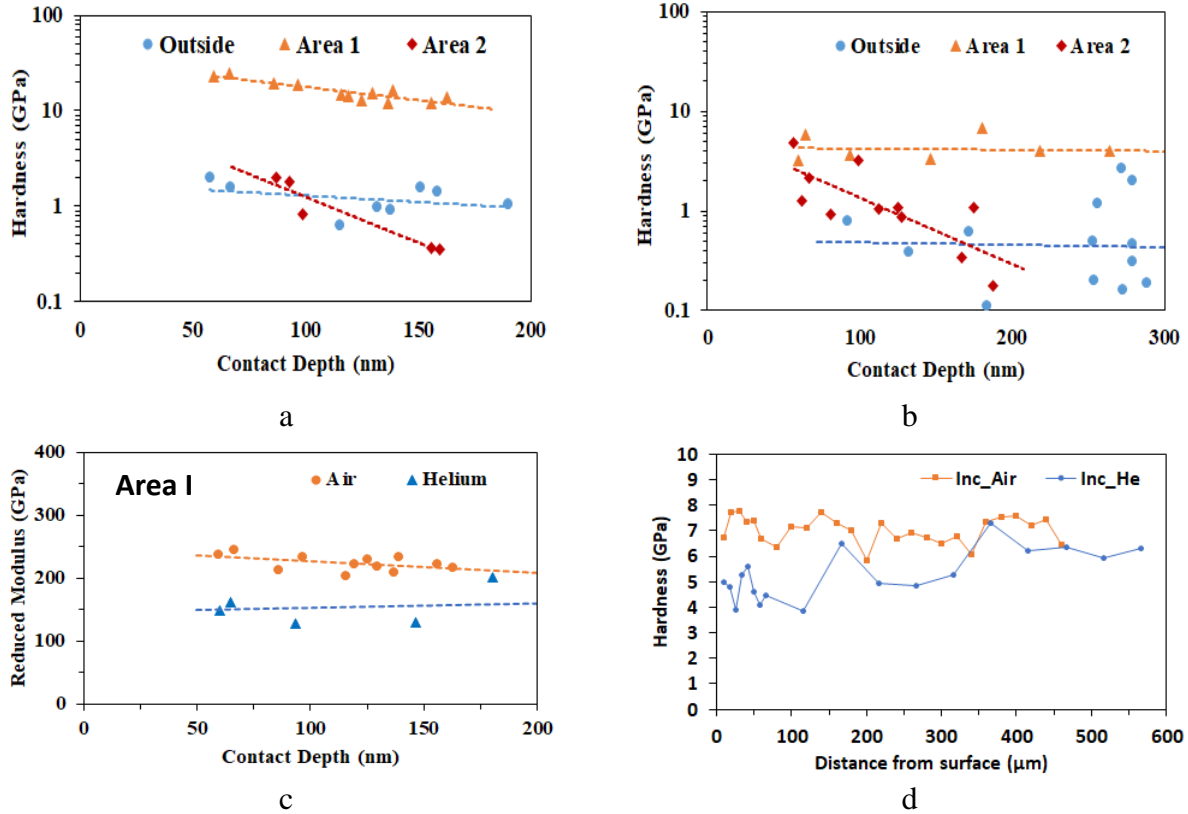 Outside Area 1 Area 2
Hardness (GPa)
100
10
1
0.1
0 50 100 150 200
Contact Depth (nm)
a
Outside Area 1 Area 2
Hardness (GPa)
100
10
1
0.1
0 100 200 300
Contact Depth (nm)
b
Area I
Air Helium
Reduced Modulus (GPa)
400
300
200
100
0
0 50 100 150 200
Contact Depth (nm)
c
Inc_Air Inc_He
Hardness (GPa)
10
9
8
7
6
5
4
3
2
1
0
0 100 200 300 400 500 600
Distance from surface (μm)
d